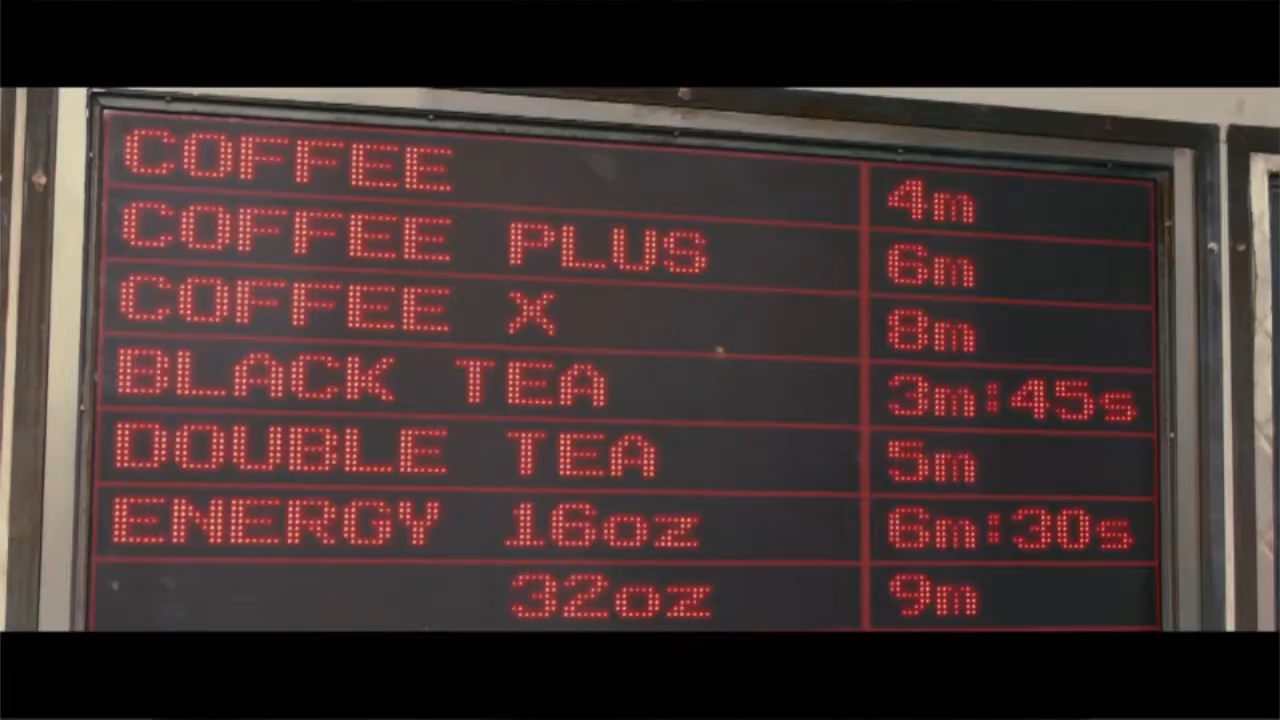 COFFEE 4m
COFFEE PLUS 6m
COFFEE X 8m
BLACK TEA 3m:45s
DOUBLE TEA 5m
ENERGY 16oz 6m:30s
32oz 9m